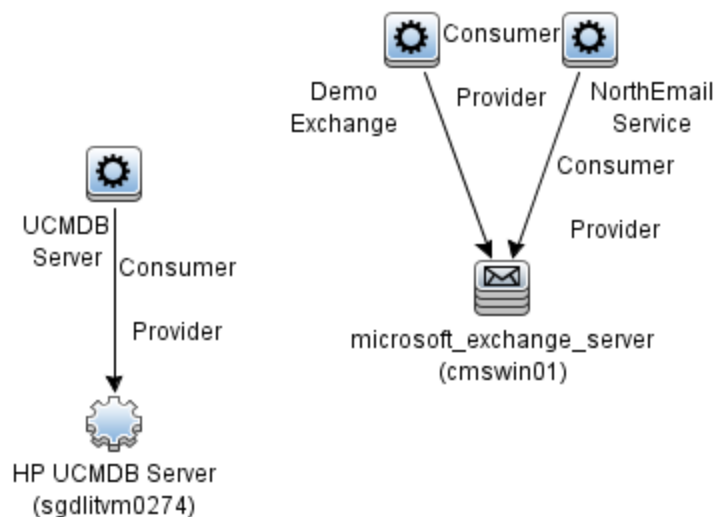 Consumer
Demo
Exchange
Provider
NorthEmail
Service
Consumer
Provider
microsoft_exchange_server
(cmswin01)
UCMDB
Server
Consumer
Provider
HP UCMDB Server
(sgdlitvm0274)